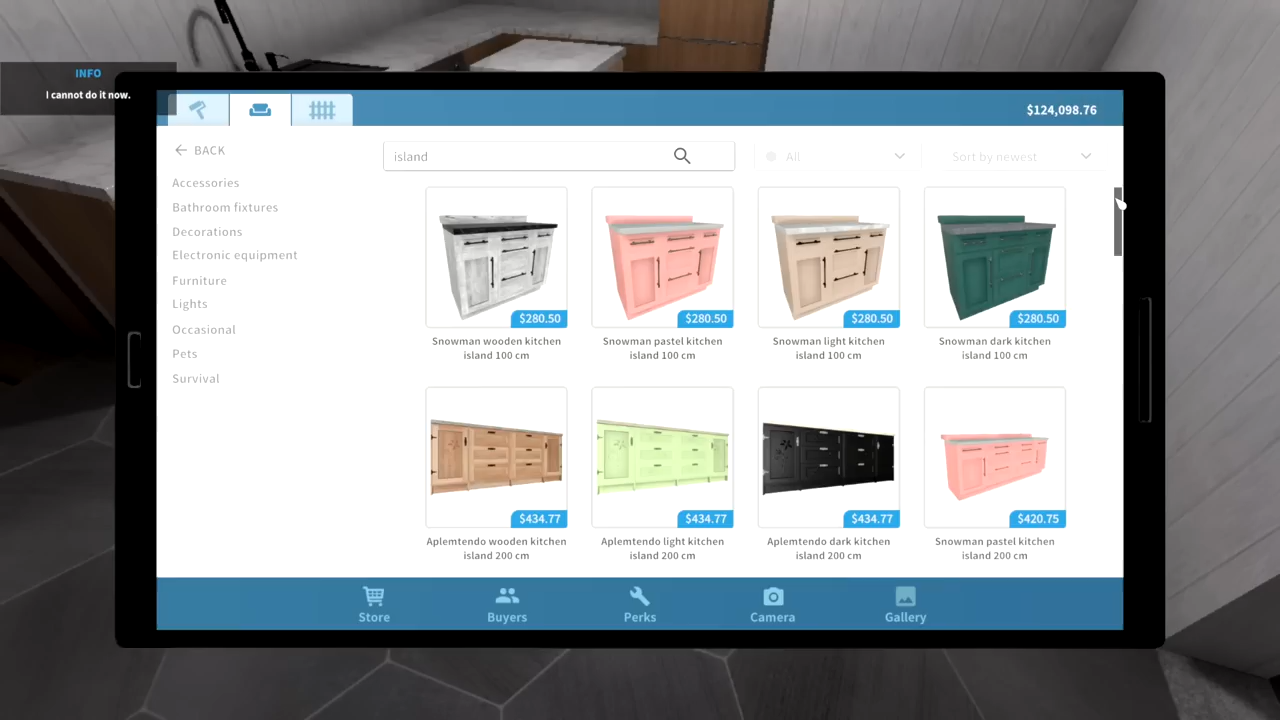 INFO
I cannot do it now.
$124,098.76
BACK
island
All
Sort by newest
Accessories
Bathroom fixtures
Decorations
Electronic equipment
Furniture
Lights
Occasional
Pets
Survival
$280.50
$280.50
$280.50
$280.50
Snowman wooden kitchen
island 100 cm
Snowman pastel kitchen
island 100 cm
Snowman light kitchen
island 100 cm
Snowman dark kitchen
island 100 cm
$434.77
$434.77
$434.77
$420.75
Aplemtendo wooden kitchen
island 200 cm
Aplemtendo light kitchen
island 200 cm
Aplemtendo dark kitchen
island 200 cm
Snowman pastel kitchen
island 200 cm
Store
Buyers
Perks
Camera
Gallery